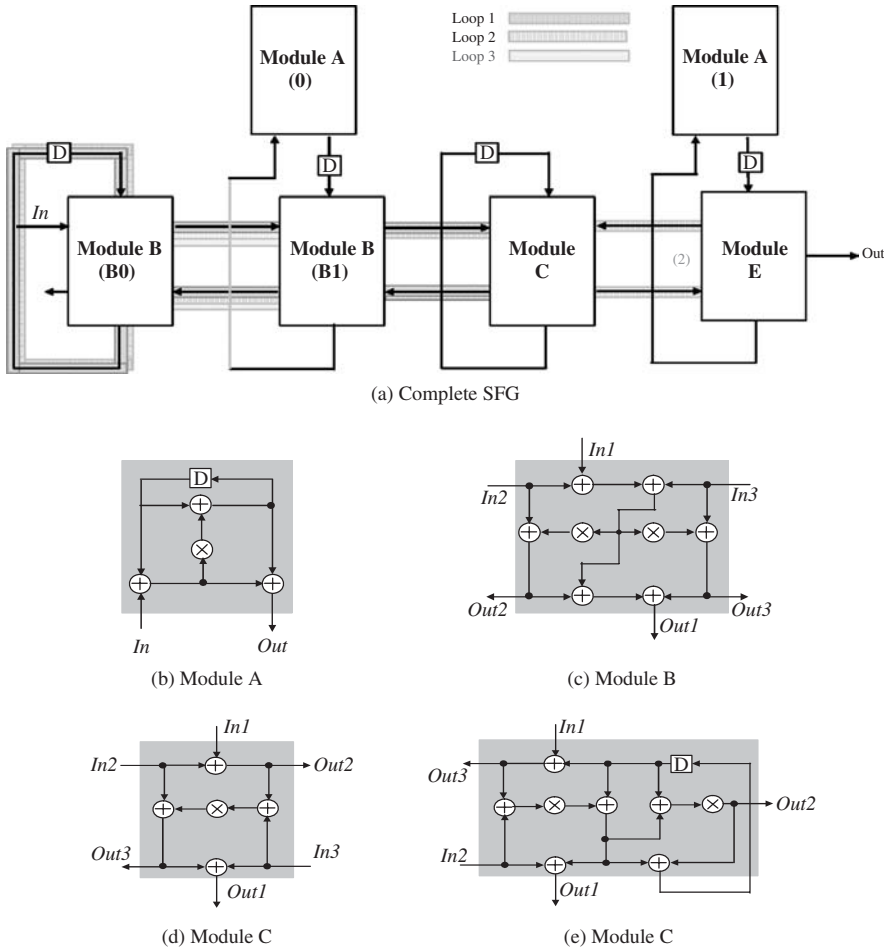 Loop 1
Loop 2
Loop 3
Module A
(0)
Module A
(1)
D
D
D
D
In
Module B
(B0)
Module B
(B1)
Module
C
(2)
Module
E
Out
(a) Complete SFG
D
In
Out
(b) Module A
In1
In2
In3
Out2
Out1
Out3
(c) Module B
In1
In2
Out2
Out3
In3
Out1
(d) Module C
In1
Out3
D
Out2
In2
Out1
(e) Module C